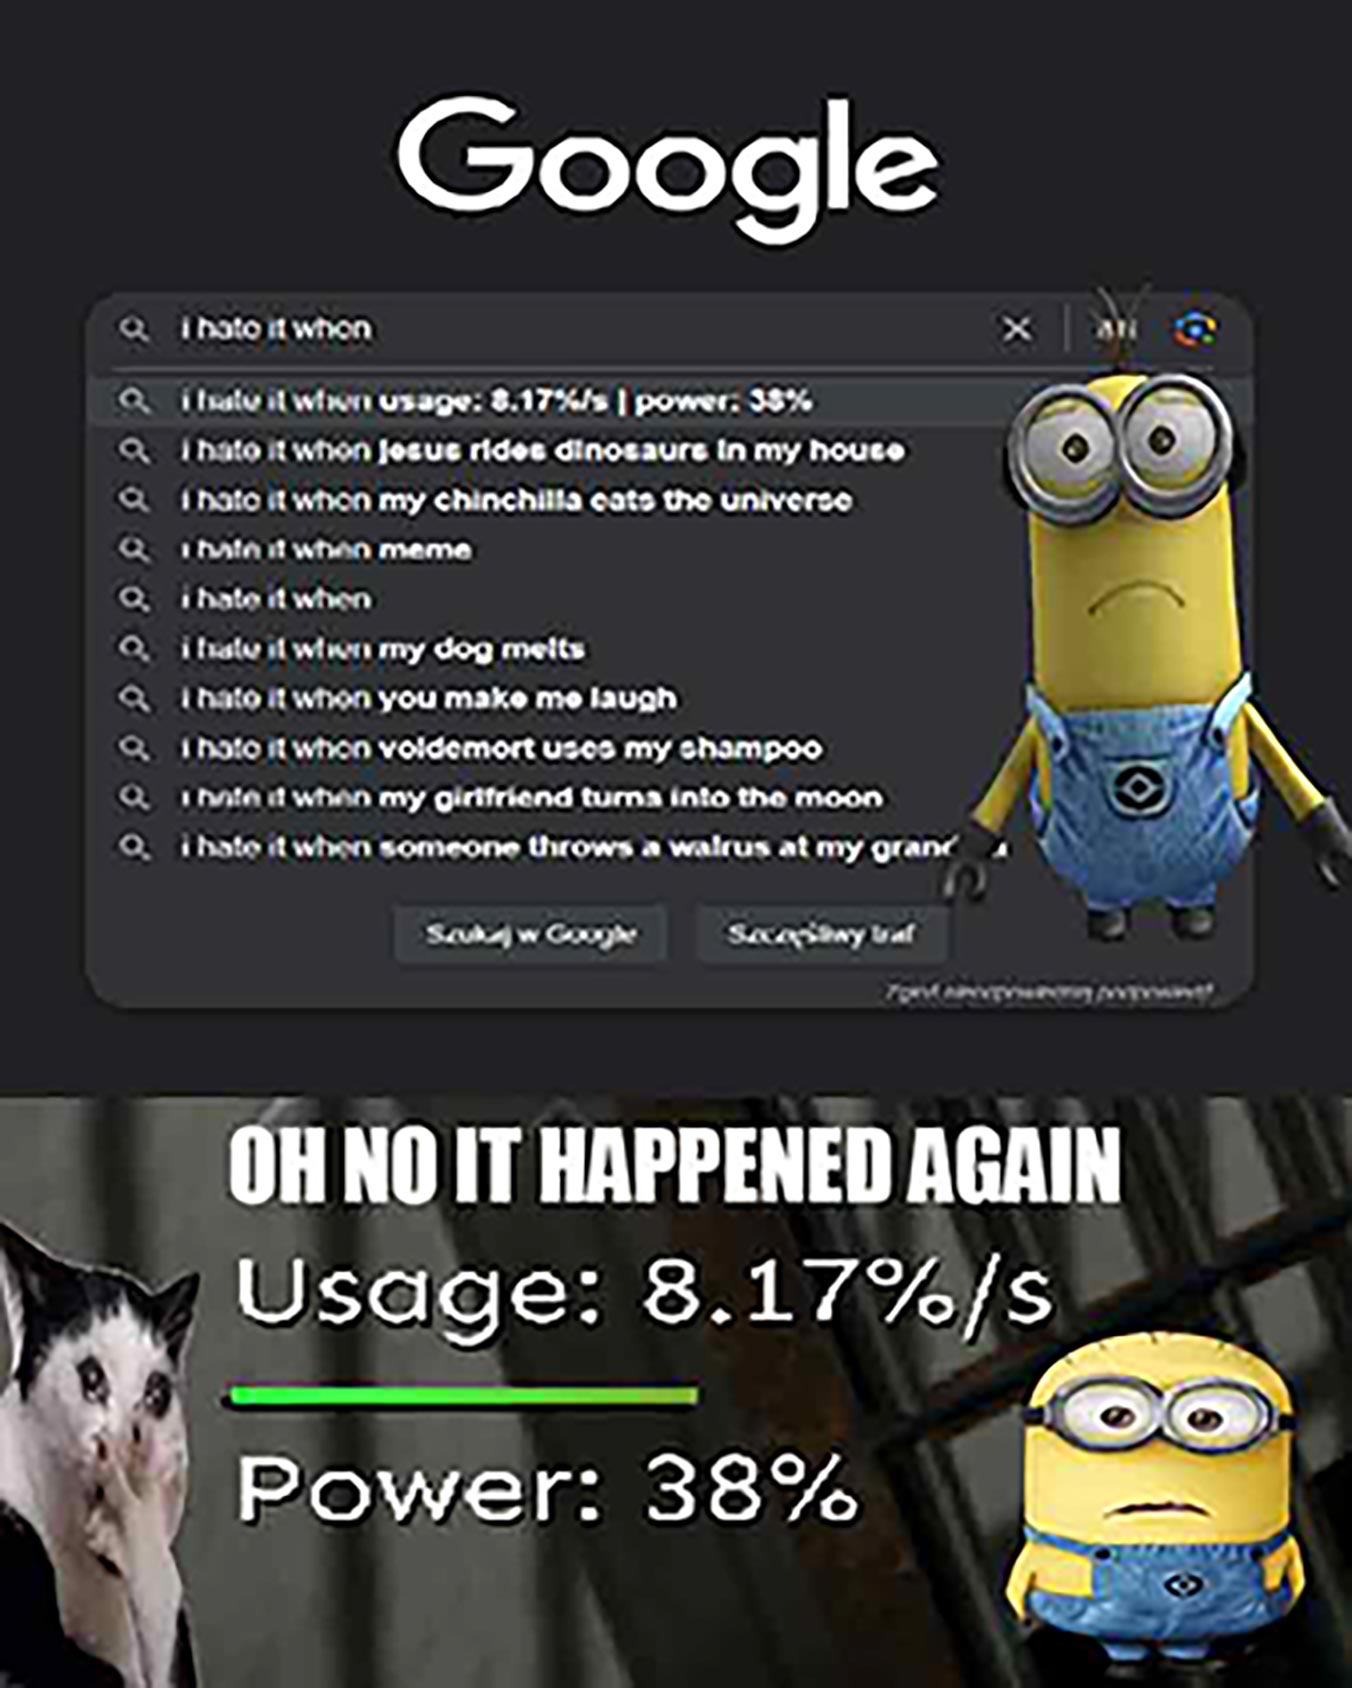 Google
i hate it when
i hate it when usage: 8.17%/s | power: 38%
i hate it when jesus rides dinosaurs in my house
i hate it when my chinchilla eats the universe
i hate it when meme
i hate it when
i hate it when my dog melts
i hate it when you make me laugh
i hate it when voldemort uses my shampoo
i hate it when my girlfriend turns into the moon
i hate it when someone throws a walrus at my
Szukaj w Google Szczęśliwy traf
OH NO IT HAPPENED AGAIN
Usage: 8.17%/s
Power: 38%